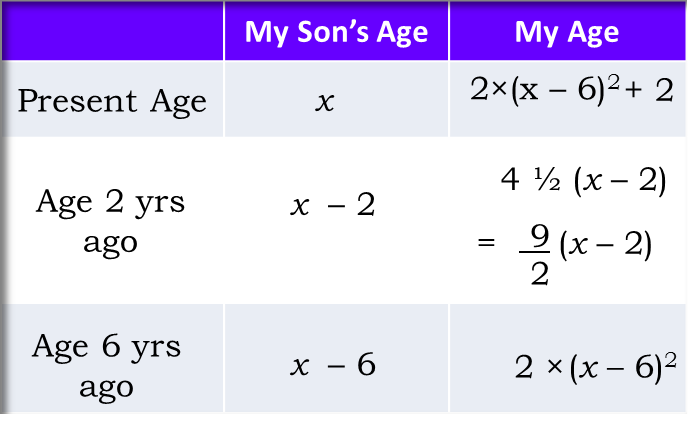 My Son's Age My Age
Present Age x 2×(x – 6)² + 2
Age 2 yrs ago x – 2 4 ½ (x – 2)
= 9/2 (x – 2)
Age 6 yrs ago x – 6 2 ×(x – 6)²